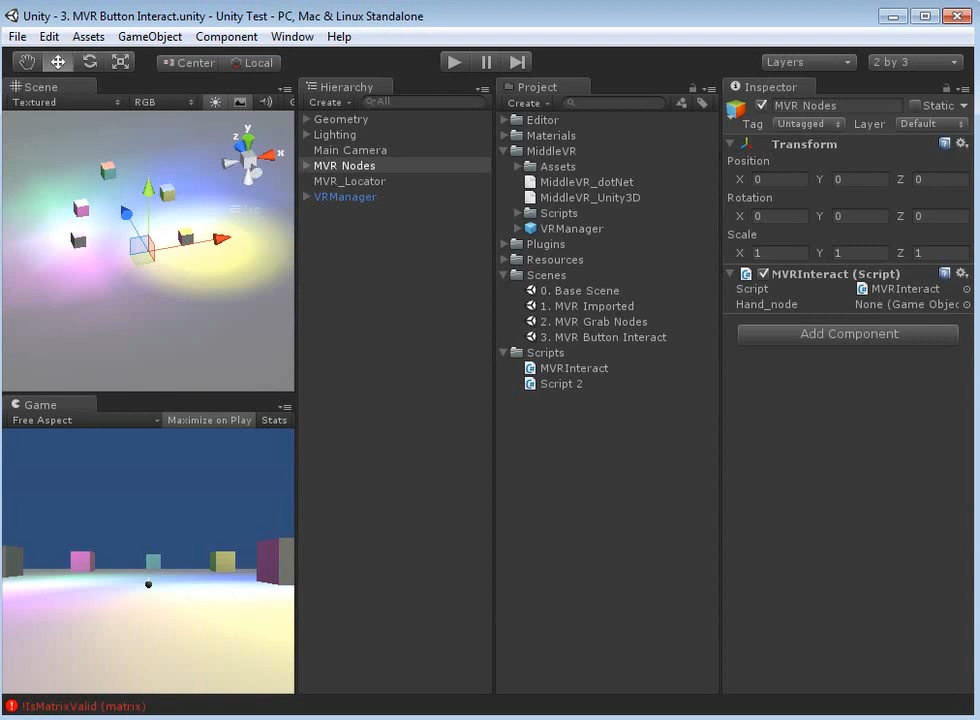 Unity - 3. MVR Button Interact.unity - Unity Test - PC, Mac & Linux Standalone
File Edit Assets GameObject Component Window Help
Center Local Layers 2 by 3
Scene
Textured RGB
y
z
x
Game
Free Aspect Maximize on Play Stats
Hierarchy
Create All
Geometry
Lighting
Main Camera
MVR Nodes
MVR_Locator
VRManager
Project
Create
Editor
Materials
MiddleVR
Assets
MiddleVR_dotNet
MiddleVR_Unity3D
Scripts
VRManager
Plugins
Resources
Scenes
0. Base Scene
1. MVR Imported
2. MVR Grab Nodes
3. MVR Button Interact
Scripts
MVRInteract
Script 2
Inspector
MVR Nodes Static
Tag Untagged Layer Default
Transform
Position
X 0 Y 0 Z 0
Rotation
X 0 Y 0 Z 0
Scale
X 1 Y 1 Z 1
MVRInteract (Script)
Script MVRInteract
Hand_node None (Game Objec
Add Component
!IsMatrixValid (matrix)